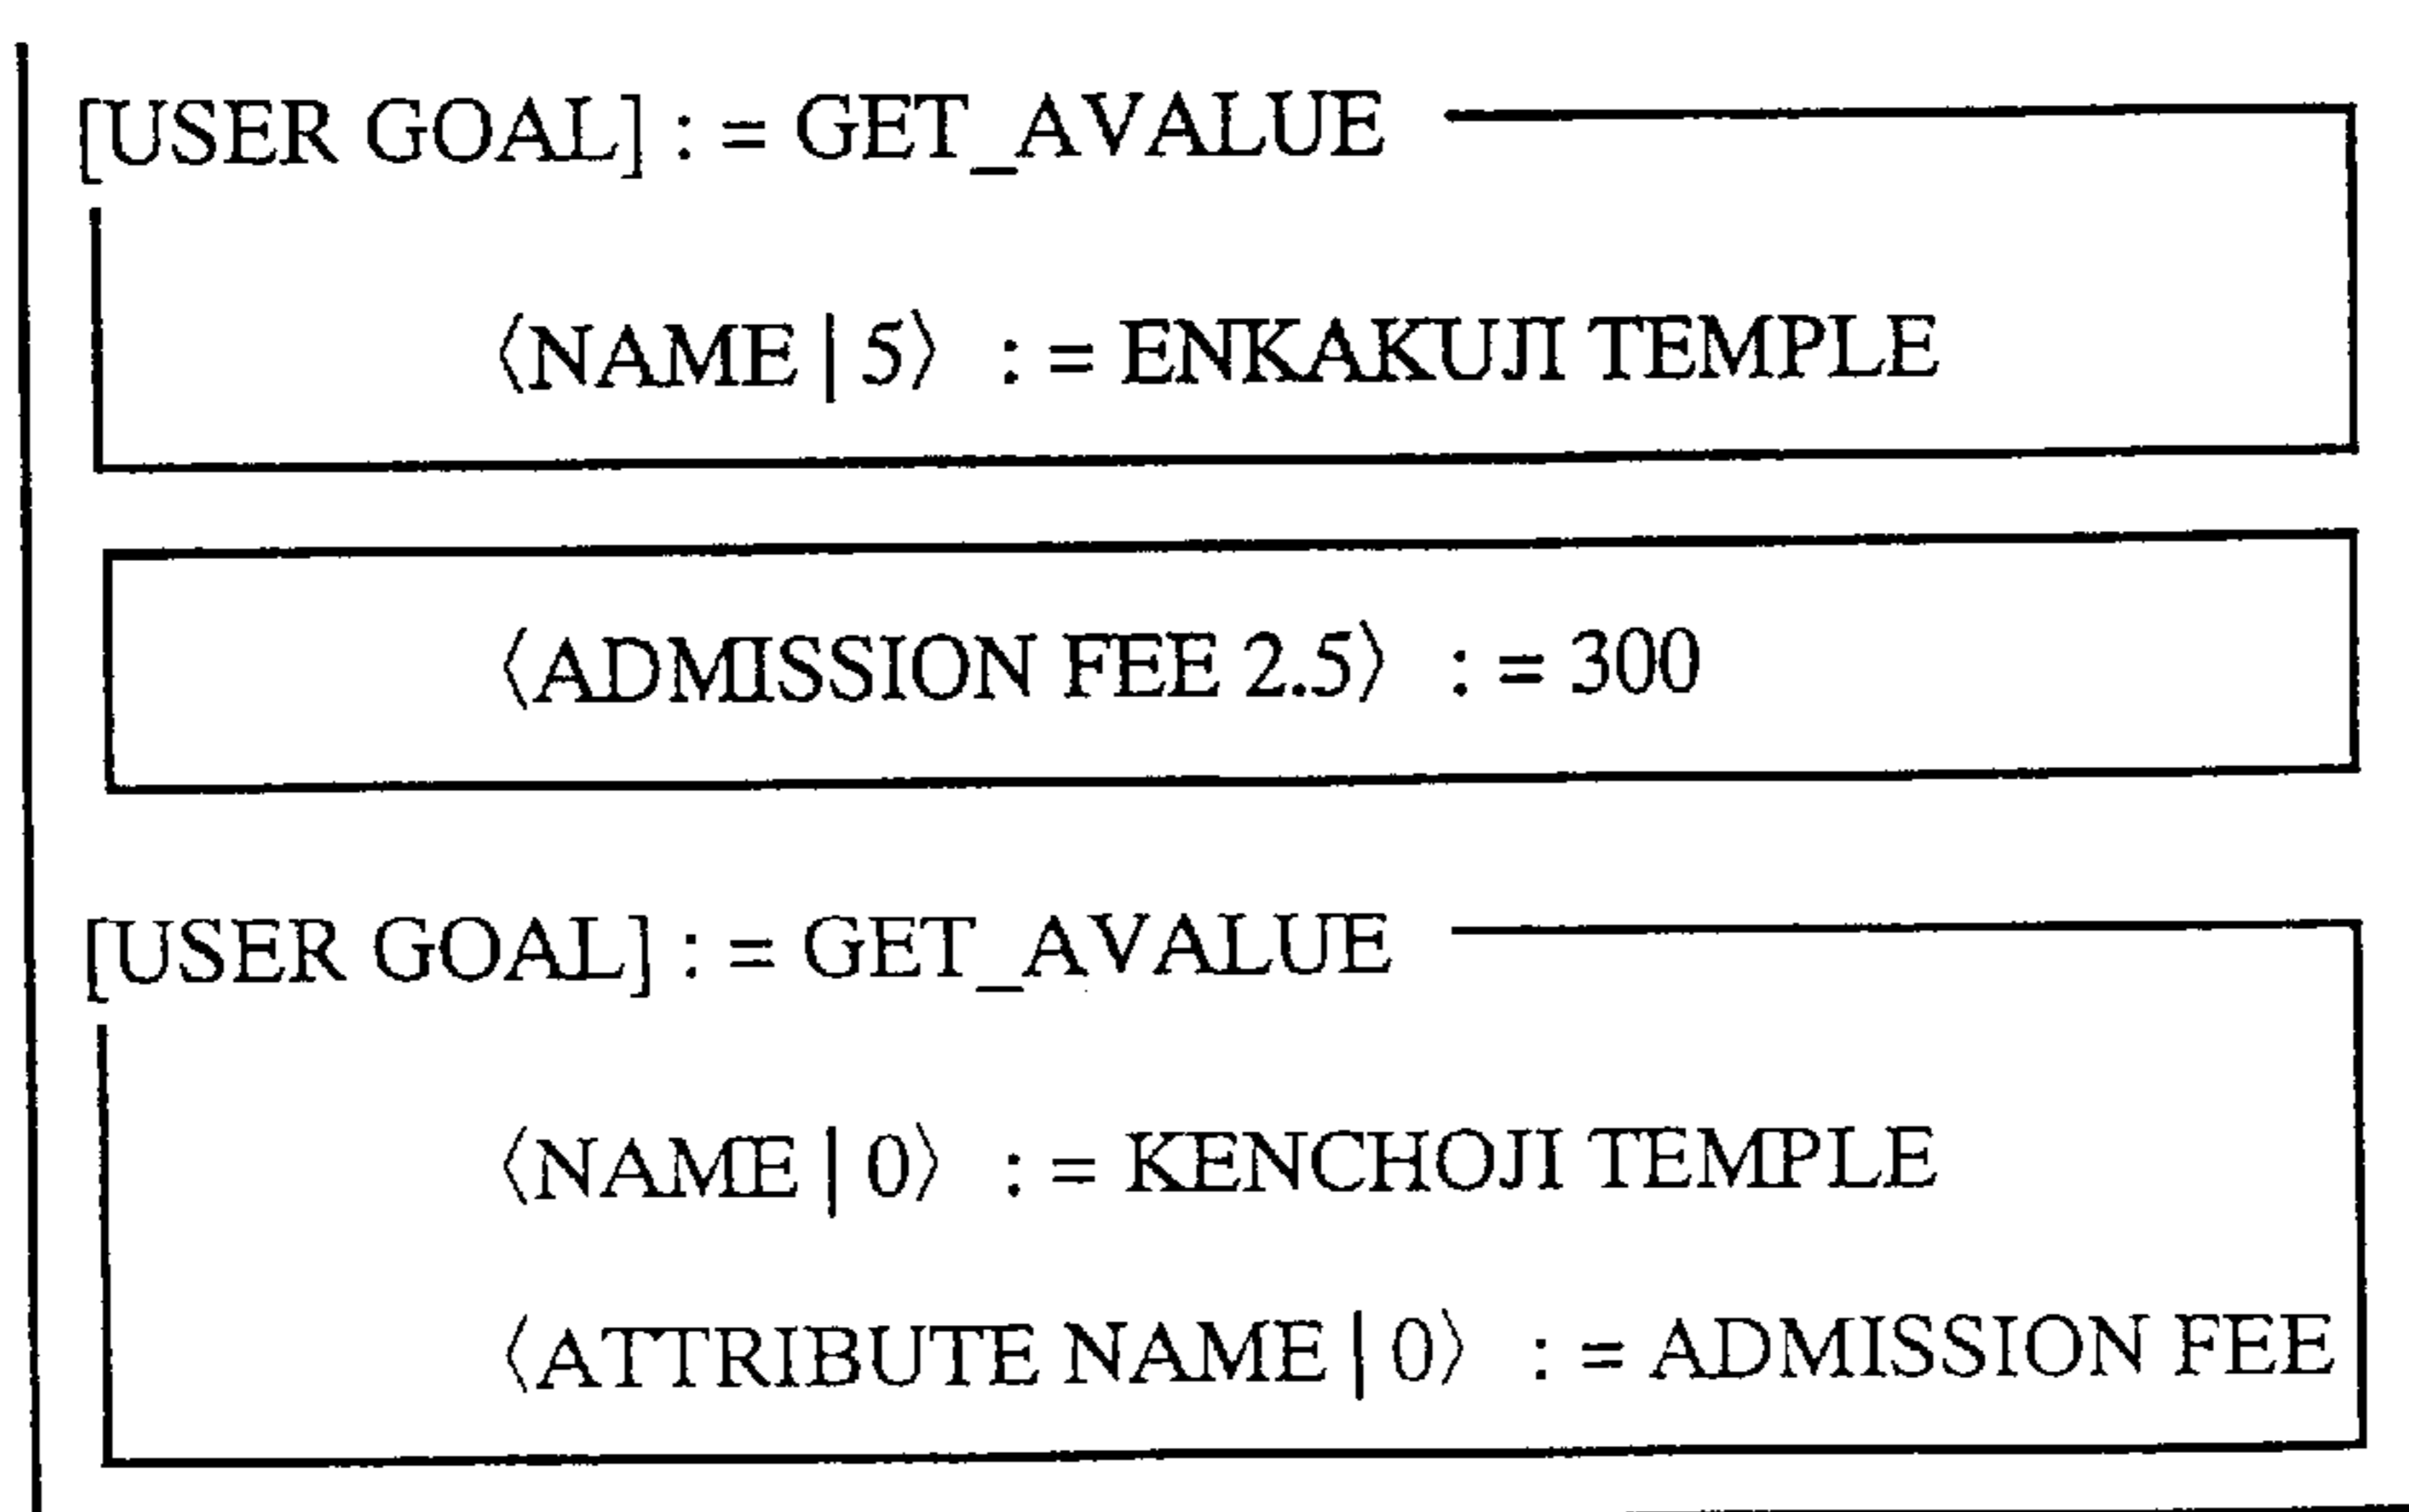 [USER GOAL] : = GET_AVALUE
⟨NAME | 5⟩ : = ENKAKUJI TEMPLE
⟨ADMISSION FEE 2.5⟩ : = 300
[USER GOAL] : = GET_AVALUE
⟨NAME | 0⟩ : = KENCHOJI TEMPLE
⟨ATTRIBUTE NAME | 0⟩ : = ADMISSION FEE